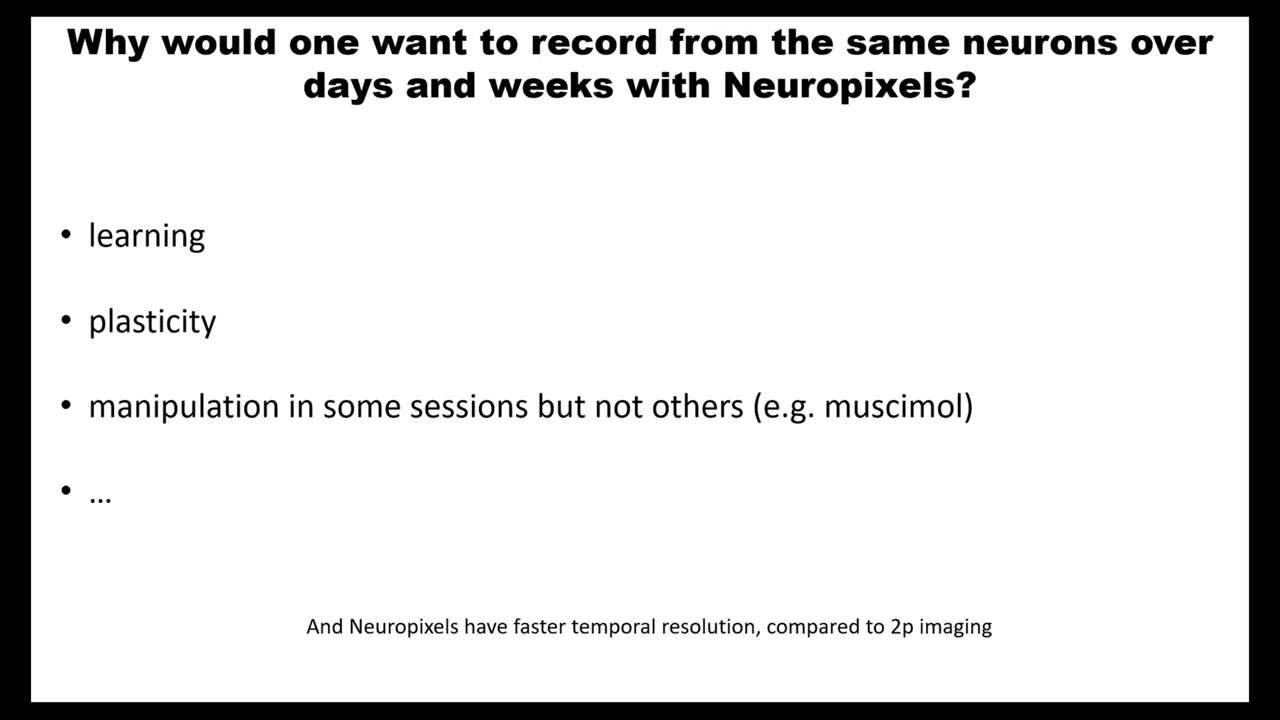 Why would one want to record from the same neurons over
days and weeks with Neuropixels?
• learning
• plasticity
• manipulation in some sessions but not others (e.g. muscimol)
• ...
And Neuropixels have faster temporal resolution, compared to 2p imaging